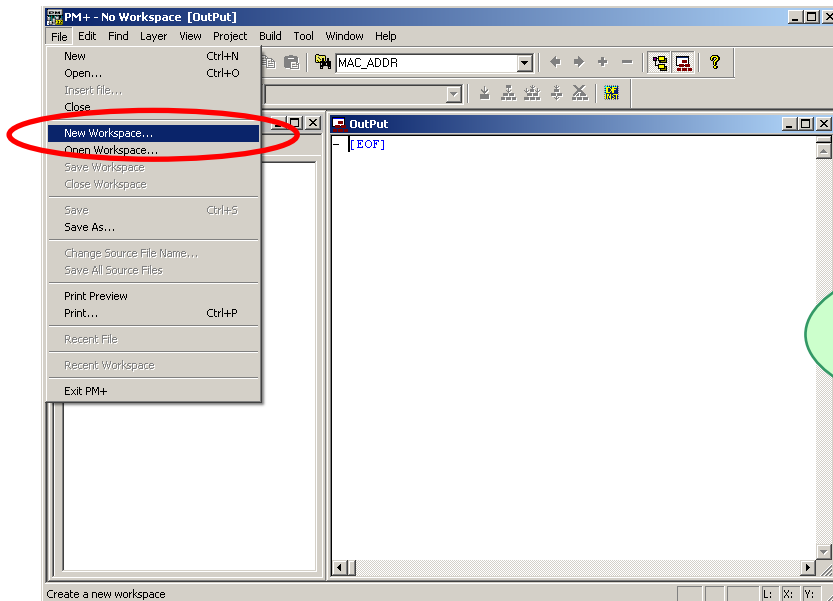 PM+ - No Workspace [OutPut]
File Edit Find Layer View Project Build Tool Window Help
New Ctrl+N
Open... Ctrl+O
Insert file...
Close
New Workspace...
Open Workspace...
Save Workspace
Close Workspace
Save Ctrl+S
Save As...
Change Source File Name...
Save All Source Files
Print Preview
Print... Ctrl+P
Recent File
Recent Workspace
Exit PM+
MAC_ADDR
OutPut
[EOF]
Create a new workspace
L: X: Y: